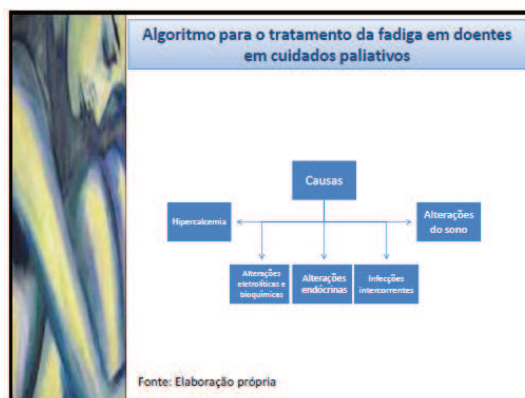 Algoritmo para o tratamento da fadiga em doentes
em cuidados paliativos
Causas
Hipercalcemia
Alterações
do sono
Alterações
eletrolíticas e
bioquímicas
Alterações
endócrinas
Infecções
intercorrentes
Fonte: Elaboração própria